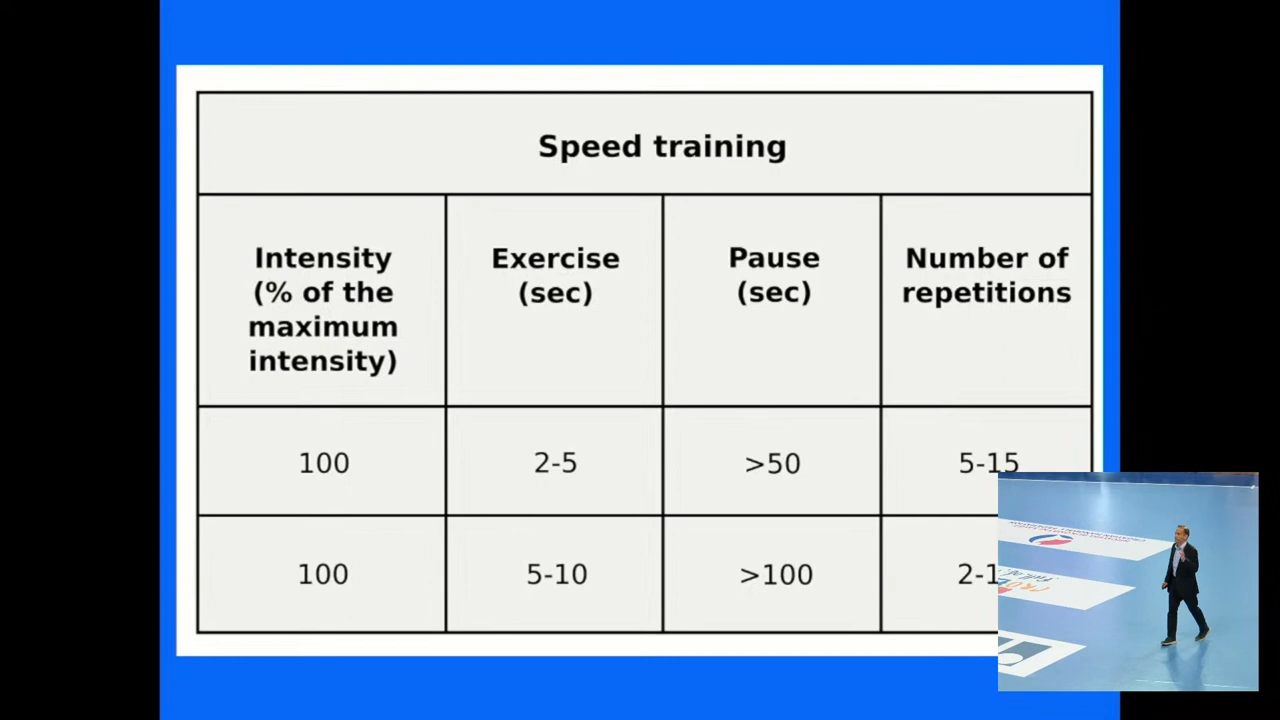 Speed training
Intensity
(% of the
maximum
intensity)
Exercise
(sec)
Pause
(sec)
Number of
repetitions
100
2-5
>50
5-15
100
5-10
>100